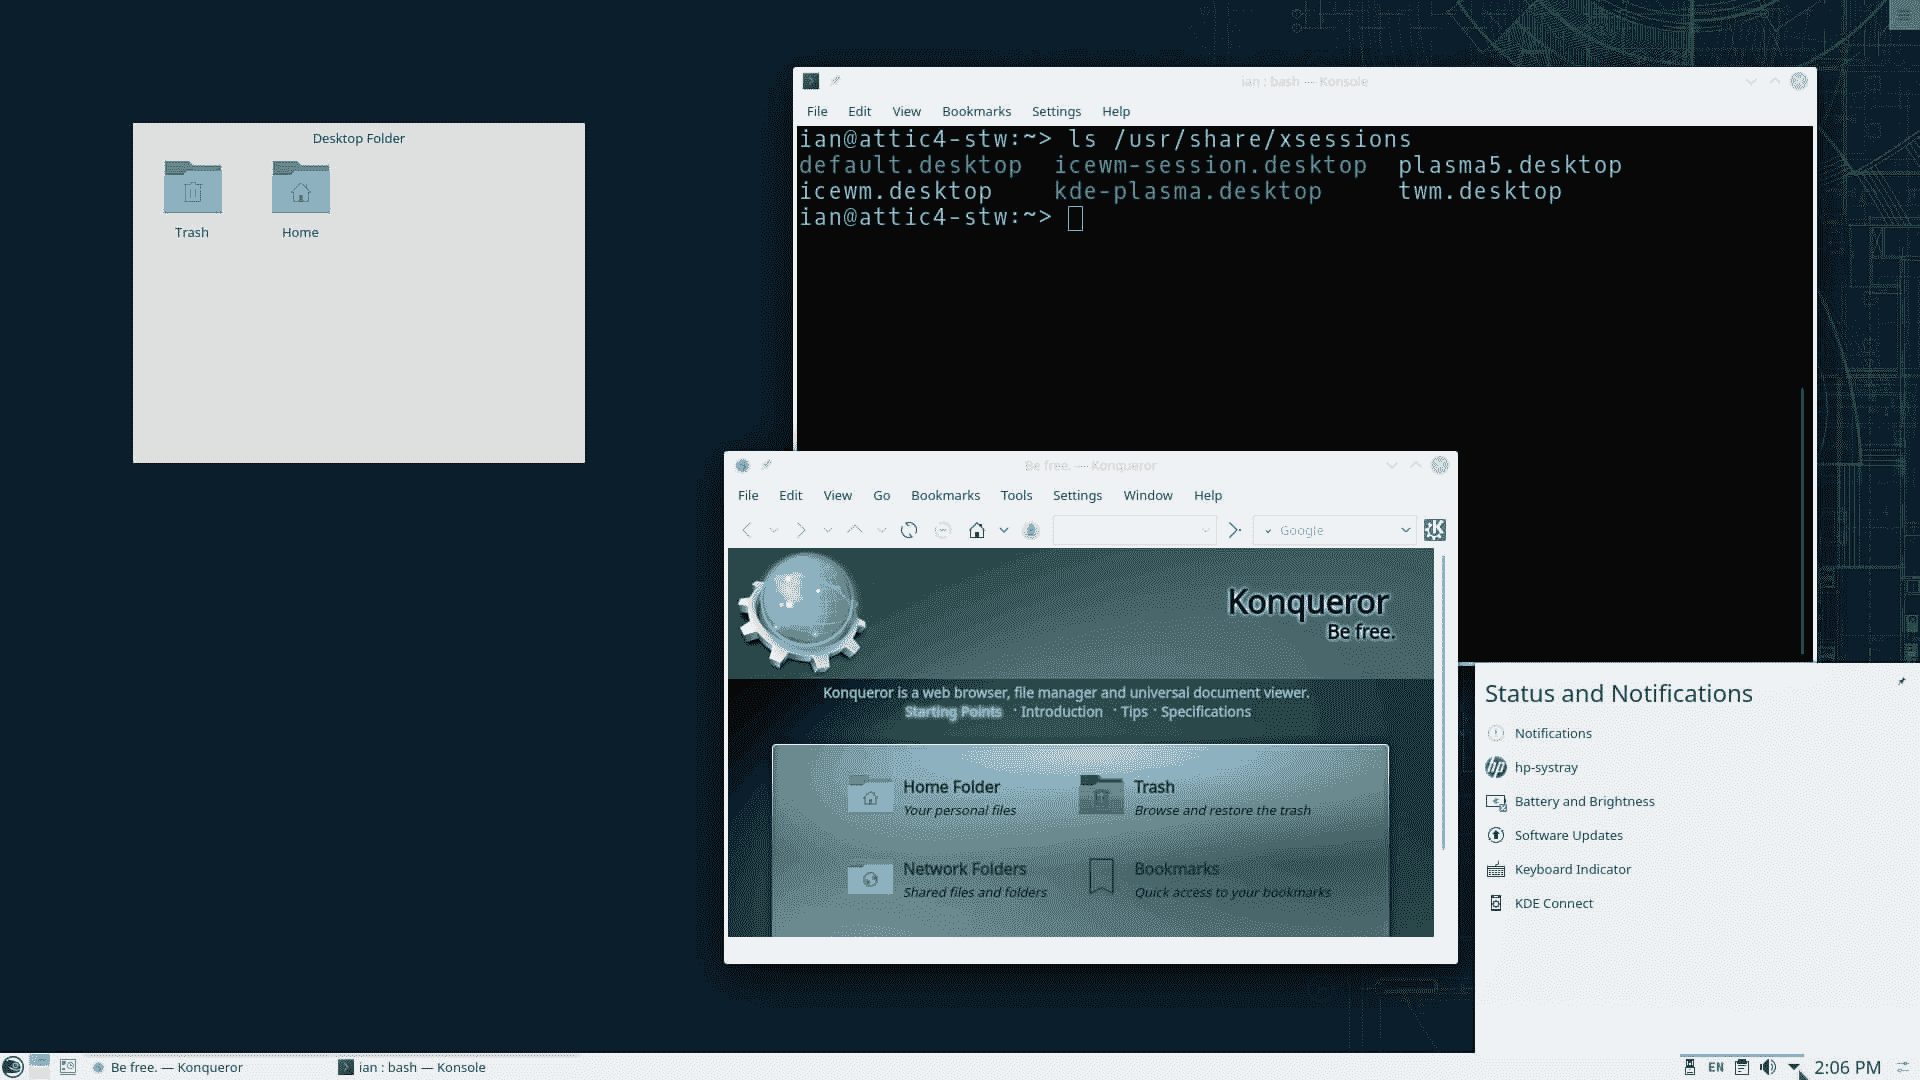 Desktop Folder
Trash
Home
ian : bash — Konsole
File Edit View Bookmarks Settings Help
ian@attic4-stw:~> ls /usr/share/xsessions
default.desktop icewm-session.desktop plasma5.desktop
icewm.desktop kde-plasma.desktop twm.desktop
ian@attic4-stw:~>
Be free. — Konqueror
File Edit View Go Bookmarks Tools Settings Window Help
Google
Konqueror
Be free.
Konqueror is a web browser, file manager and universal document viewer.
Starting Points · Introduction · Tips · Specifications
Home Folder
Your personal files
Trash
Browse and restore the trash
Network Folders
Shared files and folders
Bookmarks
Quick access to your bookmarks
Status and Notifications
Notifications
hp-systray
Battery and Brightness
Software Updates
Keyboard Indicator
KDE Connect
Be free. — Konqueror
ian : bash — Konsole
EN
2:06 PM